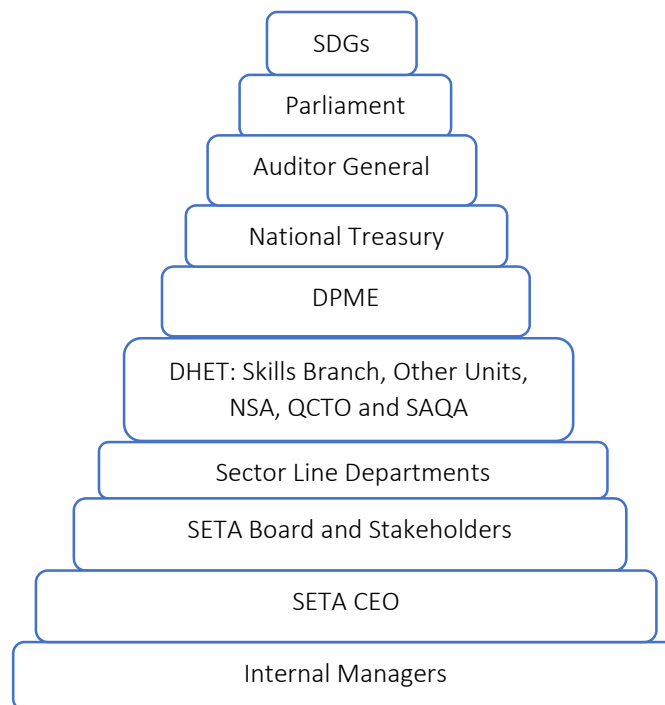 SDGs
Parliament
Auditor General
National Treasury
DPME
DHET: Skills Branch, Other Units,
NSA, QCTO and SAQA
Sector Line Departments
SETA Board and Stakeholders
SETA CEO
Internal Managers